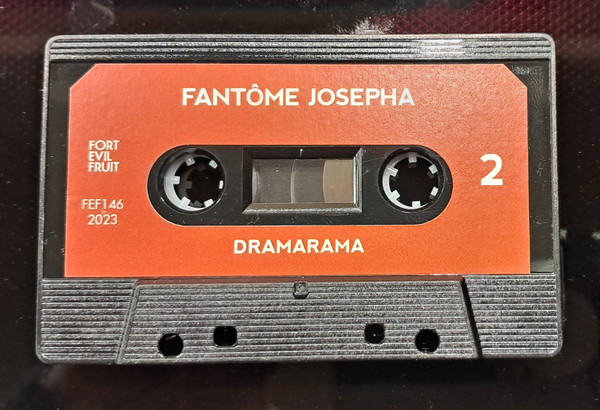 FANTÔME JOSEPHA
FORT
EVIL
FRUIT
2
FEF146
2023
DRAMARAMA